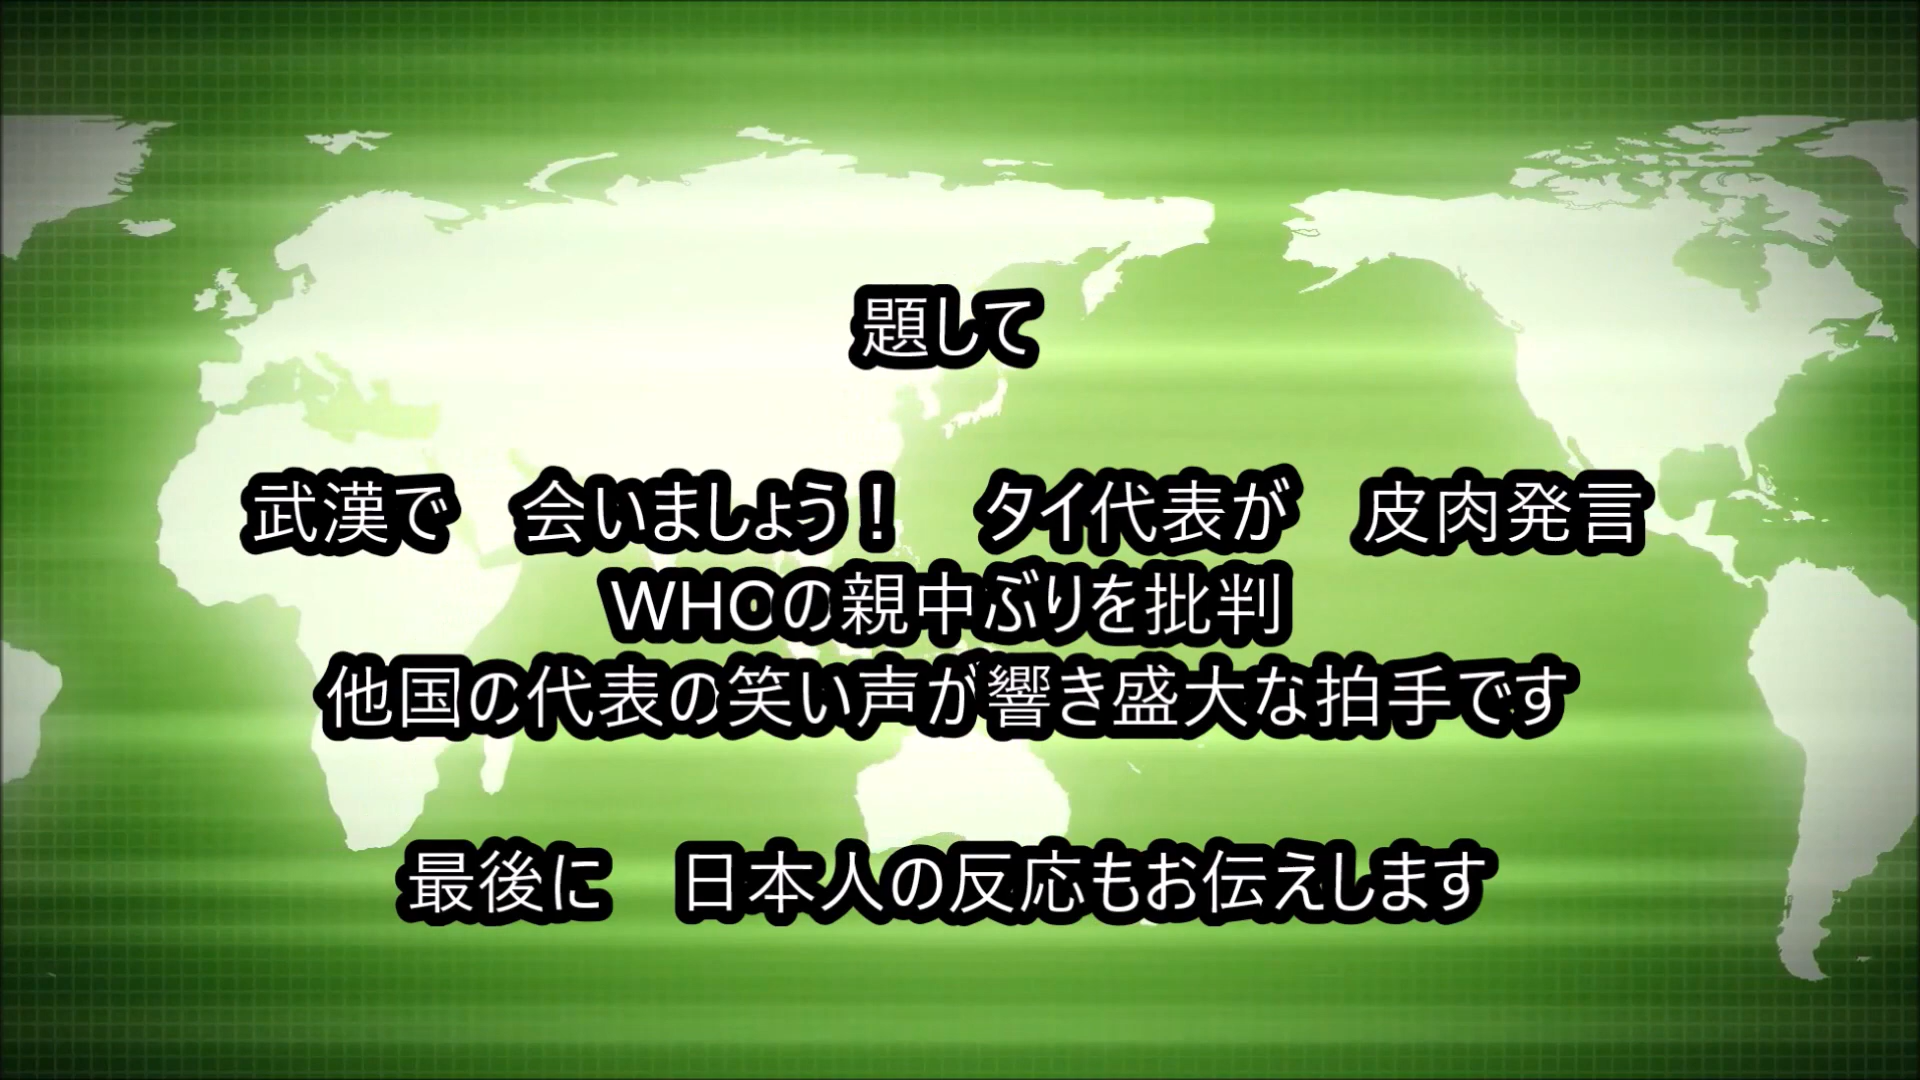 題して
武漢で　会いましょう！　タイ代表が　皮肉発言
WHOの親中ぶりを批判
他国の代表の笑い声が響き盛大な拍手です
最後に　日本人の反応もお伝えします